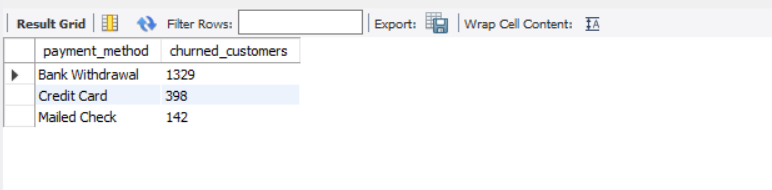 Result Grid Filter Rows: Export: Wrap Cell Content: IA
payment_method churned_customers
Bank Withdrawal 1329
Credit Card 398
Mailed Check 142